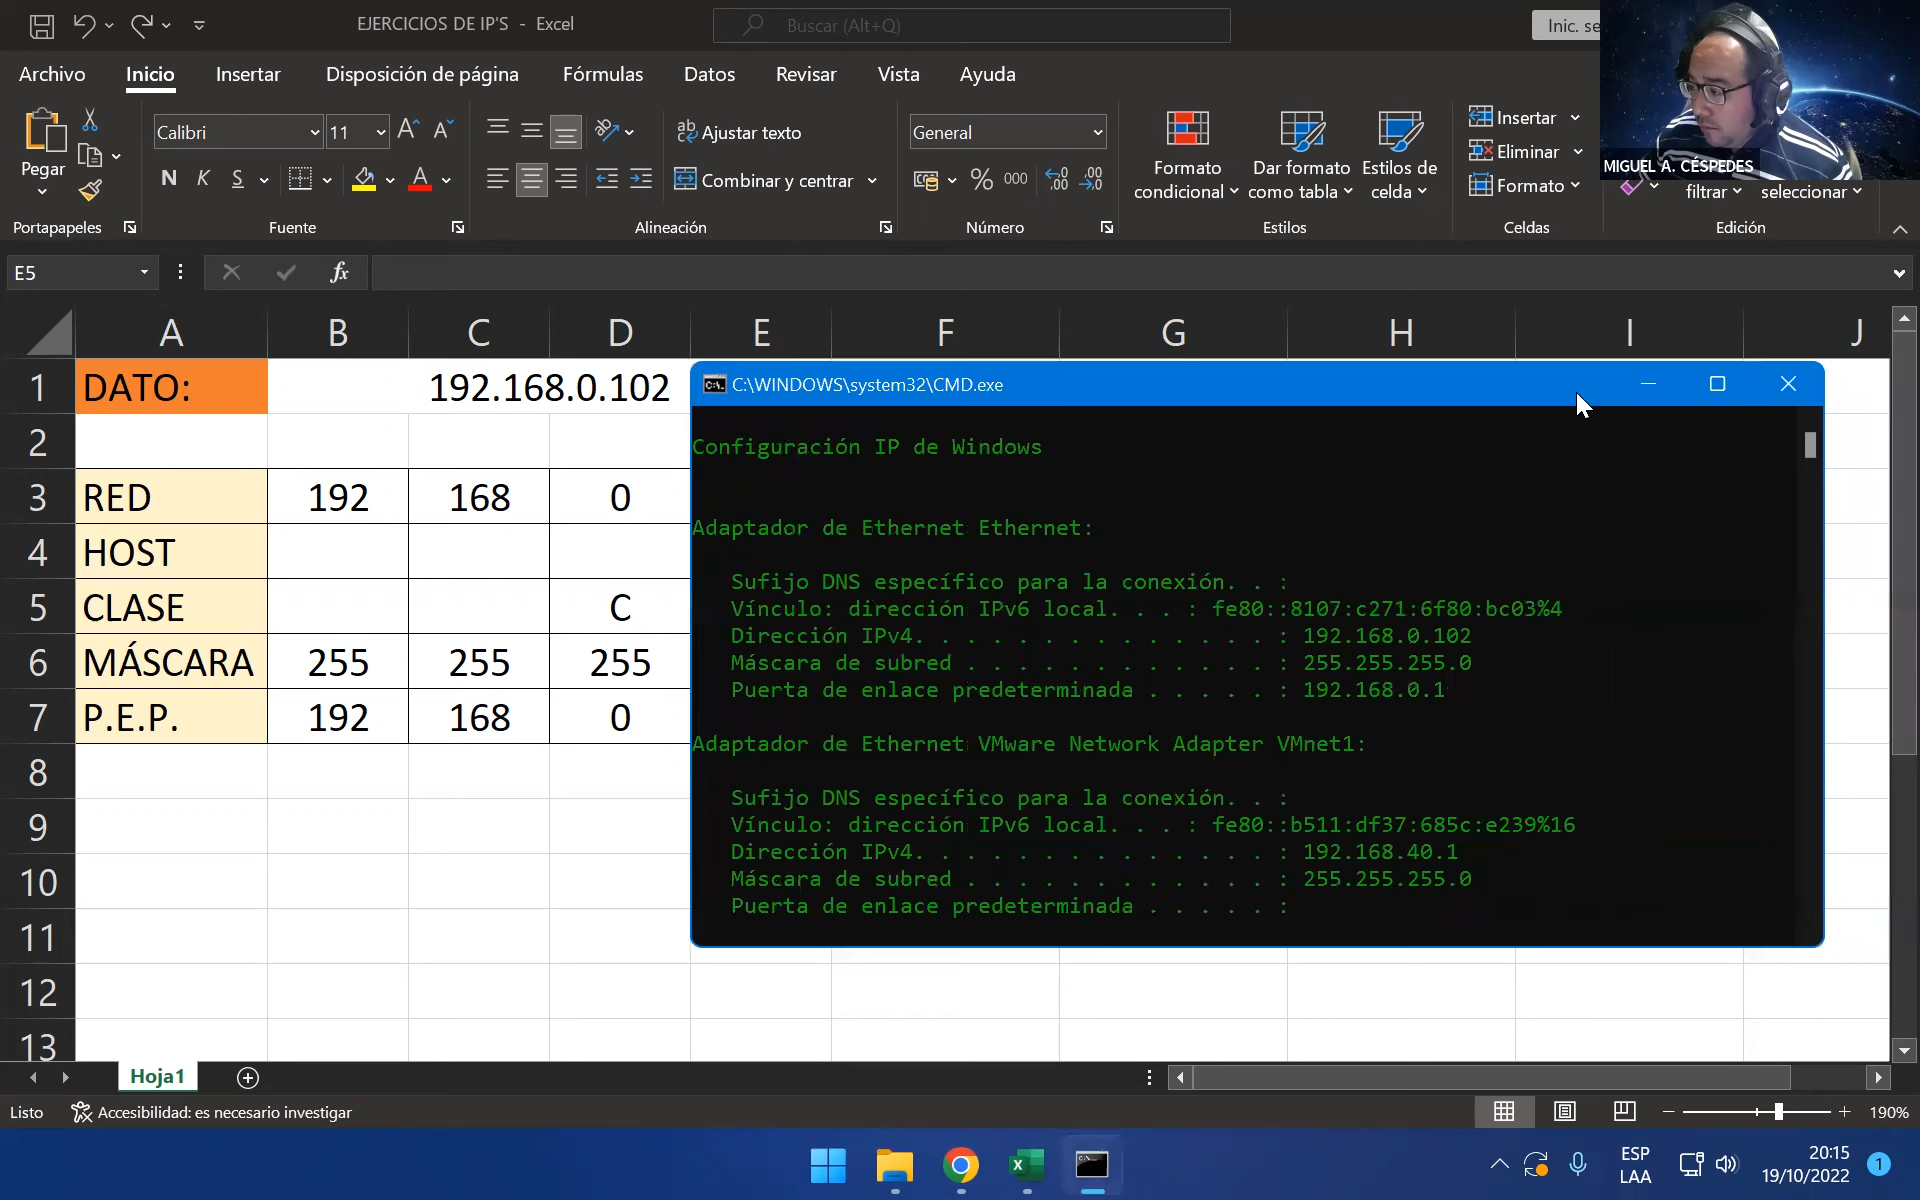 EJERCICIOS DE IP'S - Excel
Buscar (Alt+Q)
Inic. se
Archivo Inicio Insertar Disposición de página Fórmulas Datos Revisar Vista Ayuda
Pegar
Calibri 11
N K S
Ajustar texto
Combinar y centrar
General
% 000
Formato condicional
Dar formato como tabla
Estilos de celda
Insertar
Eliminar
Formato
filtrar
seleccionar
MIGUEL A. CÉSPEDES
Portapapeles Fuente Alineación Número Estilos Celdas Edición
E5 fx
A B C D E F G H I J
1 DATO: 192.168.0.102
2
3 RED 192 168 0
4 HOST
5 CLASE C
6 MÁSCARA 255 255 255
7 P.E.P. 192 168 0
8
9
10
11
12
13
C:\WINDOWS\system32\CMD.exe
Configuración IP de Windows
Adaptador de Ethernet Ethernet:
Sufijo DNS específico para la conexión. . :
Vínculo: dirección IPv6 local. . . : fe80::8107:c271:6f80:bc03%4
Dirección IPv4. . . . . . . . . . . . . . : 192.168.0.102
Máscara de subred . . . . . . . . . . . . : 255.255.255.0
Puerta de enlace predeterminada . . . . . : 192.168.0.1
Adaptador de Ethernet VMware Network Adapter VMnet1:
Sufijo DNS específico para la conexión. . :
Vínculo: dirección IPv6 local. . . : fe80::b511:df37:685c:e239%16
Dirección IPv4. . . . . . . . . . . . . . : 192.168.40.1
Máscara de subred . . . . . . . . . . . . : 255.255.255.0
Puerta de enlace predeterminada . . . . . :
Hoja1
Listo Accesibilidad: es necesario investigar 190%
ESP
LAA
20:15
19/10/2022
1